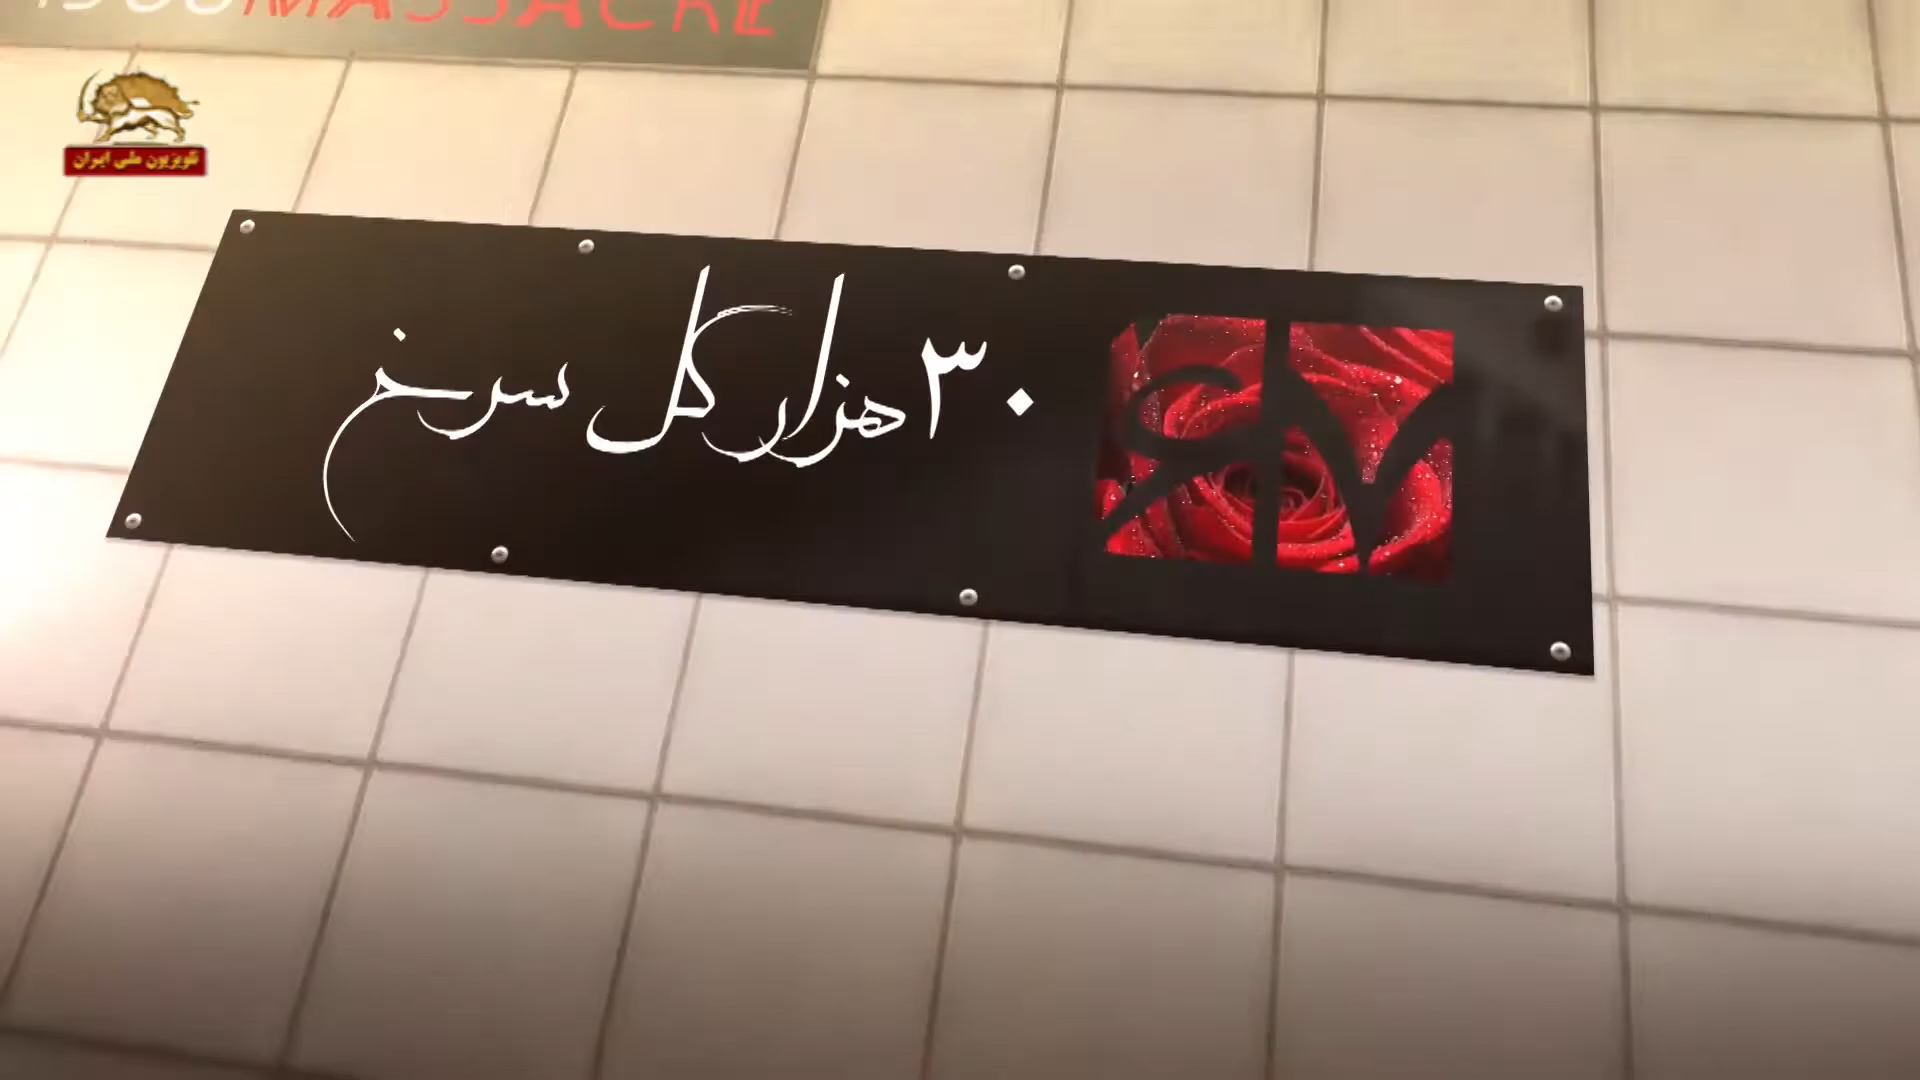 MASSACRE
تلویزیون ملی ایران
۳۰ هزار گل سرخ